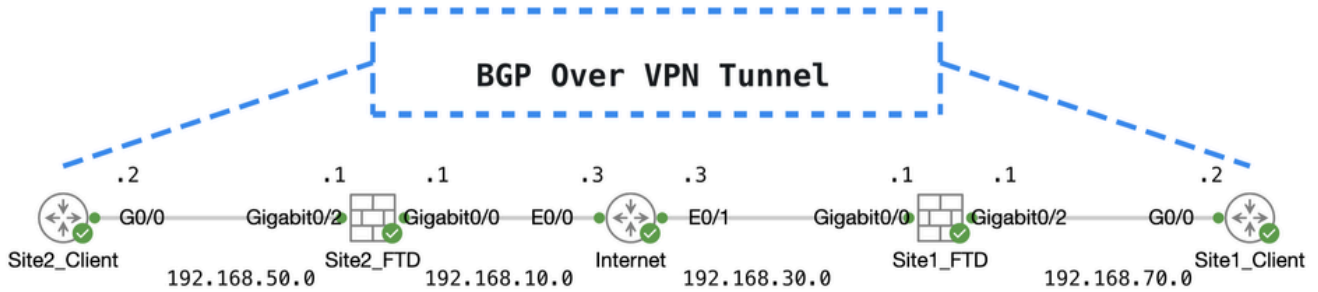 BGP Over VPN Tunnel
.2 .1 .1 .3 .3 .1 .1 .2
G0/0 Gigabit0/2 Gigabit0/0 E0/0 E0/1 Gigabit0/0 Gigabit0/2 G0/0
Site2_Client Site2_FTD Internet Site1_FTD Site1_Client
192.168.50.0 192.168.10.0 192.168.30.0 192.168.70.0